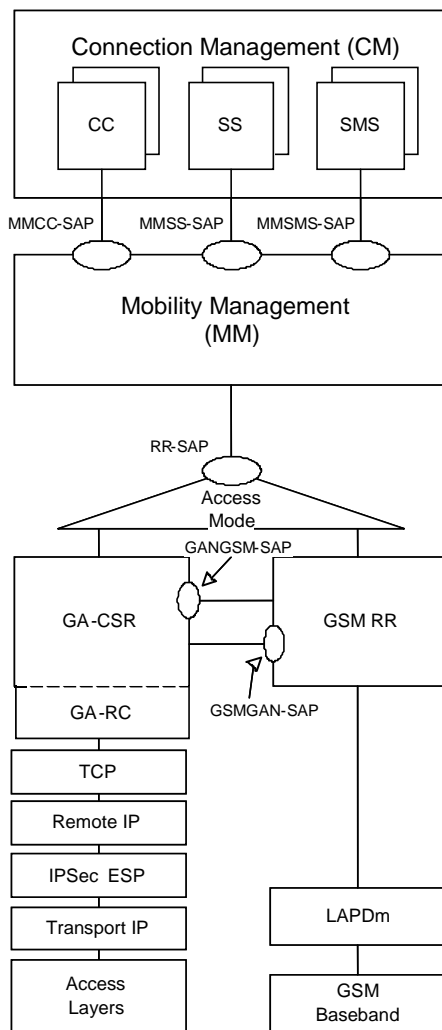 Connection Management (CM)
CC
SS
SMS
MMCC-SAP
MMSS-SAP
MMSMS-SAP
Mobility Management
(MM)
RR-SAP
Access
Mode
GANGSM-SAP
GA-CSR
GSM RR
GA-RC
GSMGAN-SAP
TCP
Remote IP
IPSec ESP
Transport IP
LAPDm
Access
Layers
GSM
Baseband